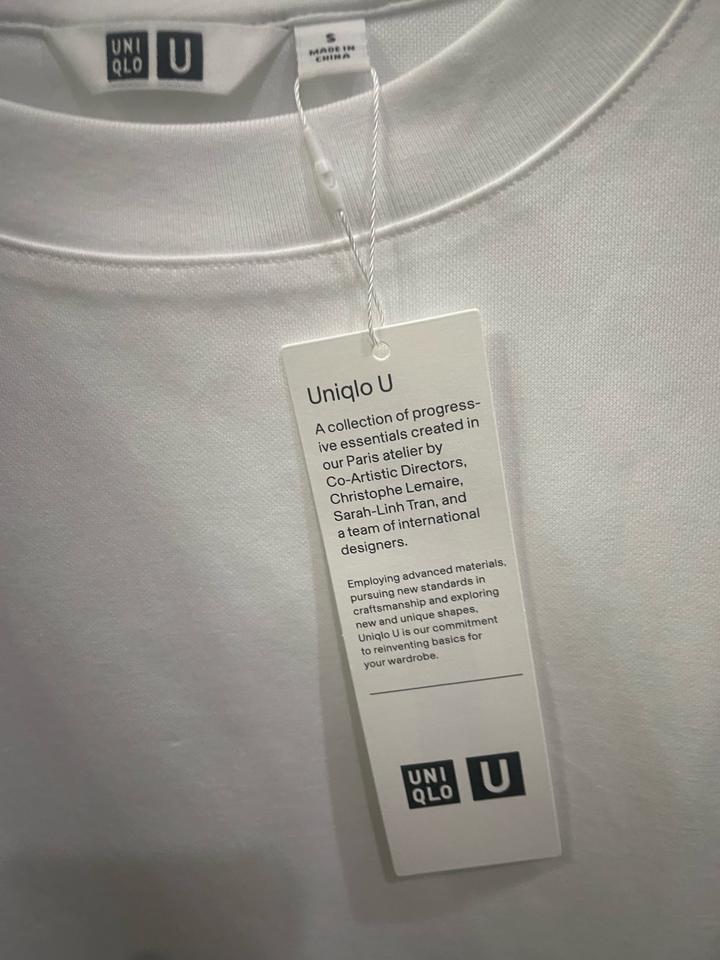 UNI
QLO
U
S
MADE IN
CHINA
Uniqlo U
A collection of progress-
ive essentials created in
our Paris atelier by
Co-Artistic Directors,
Christophe Lemaire,
Sarah-Linh Tran, and
a team of international
designers.
Employing advanced materials,
pursuing new standards in
craftsmanship and exploring
new and unique shapes,
Uniqlo U is our commitment
to reinventing basics for
your wardrobe.
UNI
QLO
U